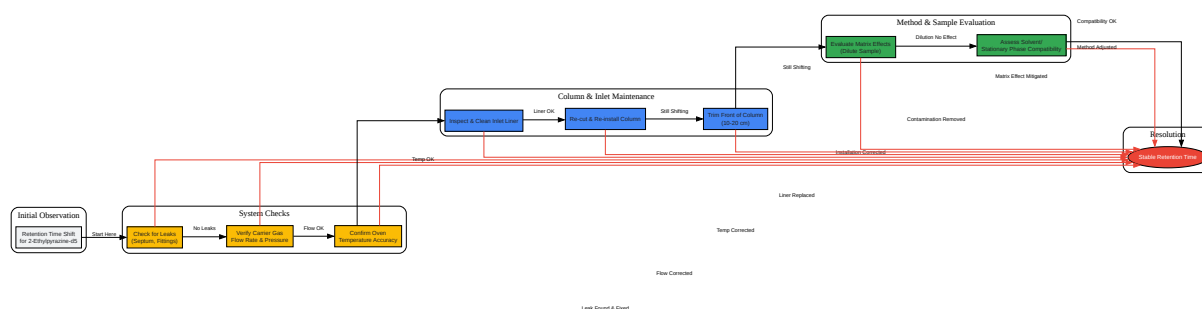 Method & Sample Evaluation
Compatibility OK
Evaluate Matrix Effects
(Dilute Sample)
Dilution No Effect
Assess Solvent/
Stationary Phase Compatibility
Method Adjusted
Still Shifting
Matrix Effect Mitigated
Column & Inlet Maintenance
Inspect & Clean Inlet Liner
Liner OK
Re-cut & Re-install Column
Still Shifting
Trim Front of Column
(10-20 cm)
Contamination Removed
Resolution
Stable Retention Time
Installation Corrected
Temp OK
Liner Replaced
Initial Observation
Retention Time Shift
for 2-Ethylpyrazine-d5
Start Here
System Checks
Check for Leaks
(Septum, Fittings)
No Leaks
Verify Carrier Gas
Flow Rate & Pressure
Flow OK
Confirm Oven
Temperature Accuracy
Temp Corrected
Flow Corrected
Leak Found & Fixed